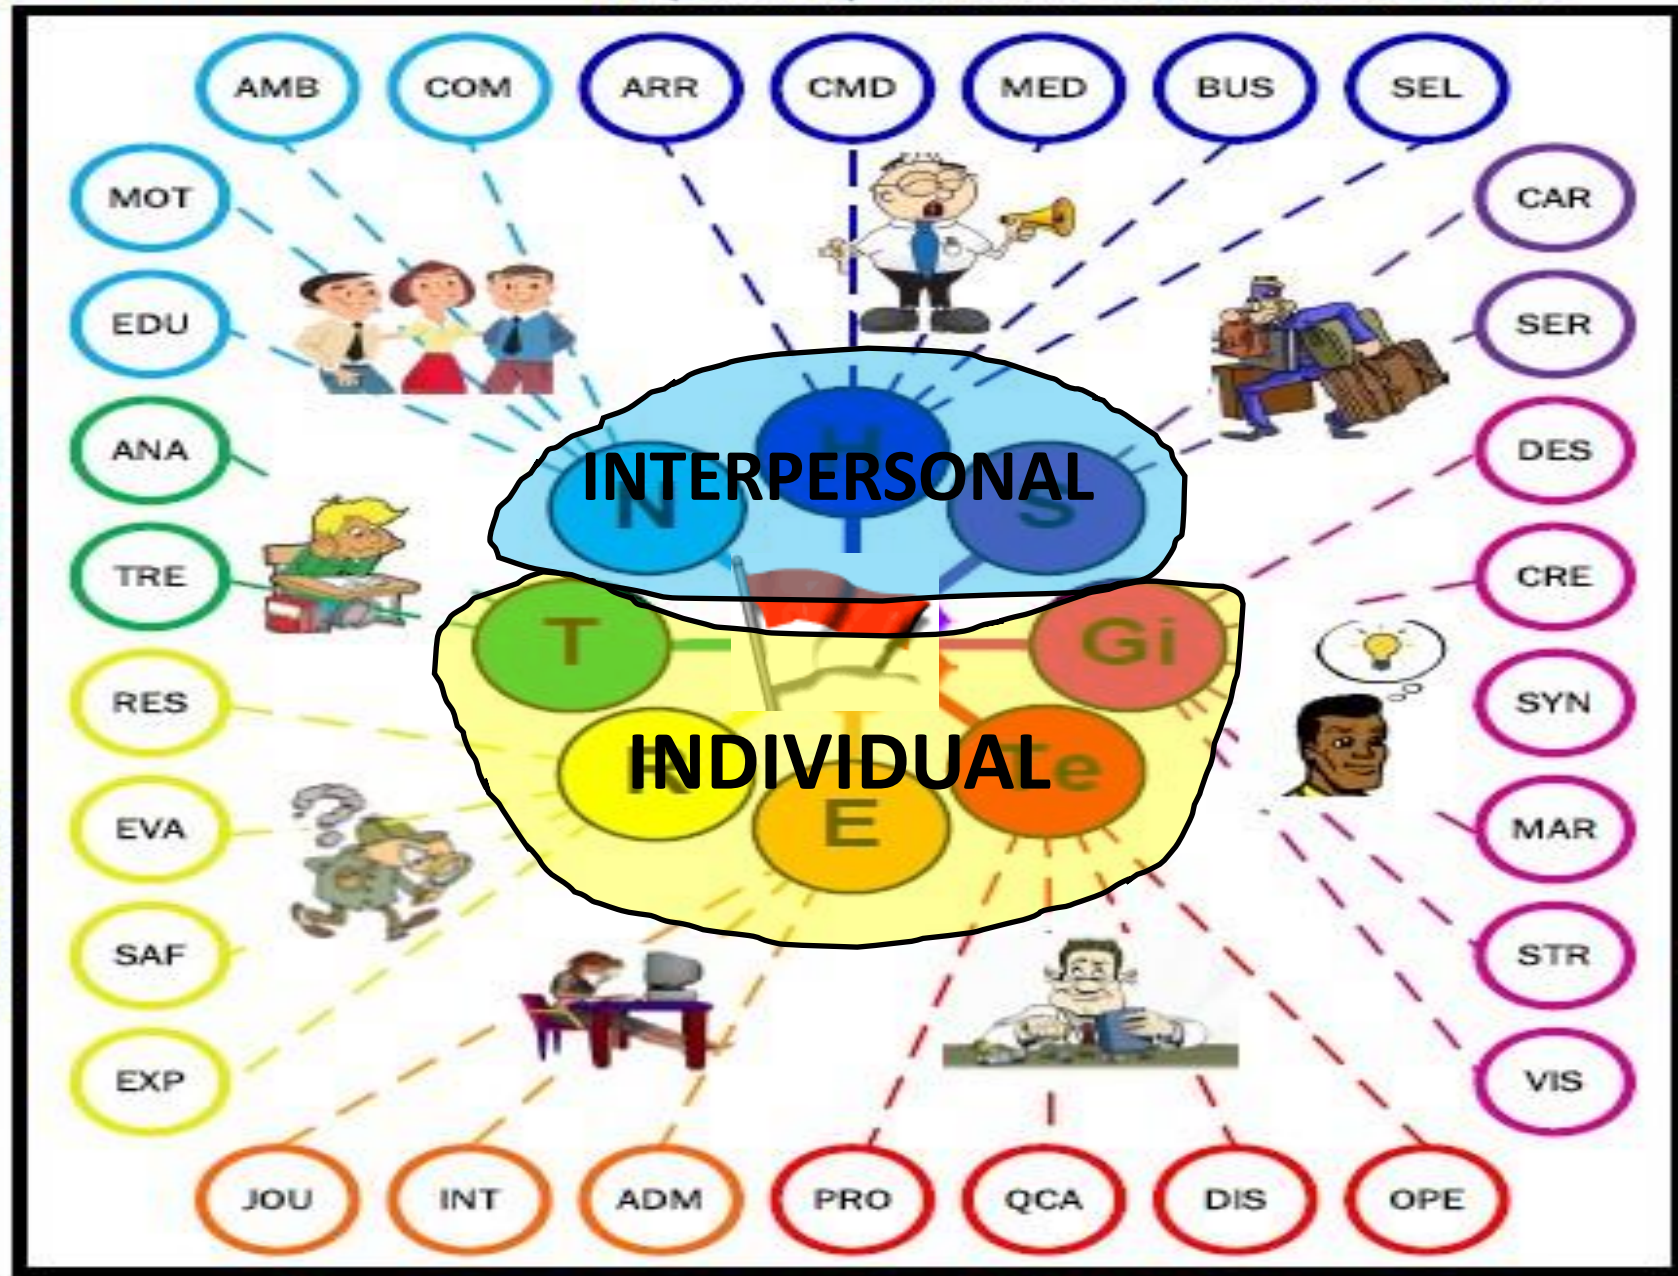 AMB COM ARR CMD MED BUS SEL
MOT CAR
EDU SER
ANA DES
H
INTERPERSONAL
N S
TRE CRE
T Gi
RES SYN
INDIVIDUAL
R Te
E
EVA MAR
SAF STR
EXP VIS
JOU INT ADM PRO QCA DIS OPE